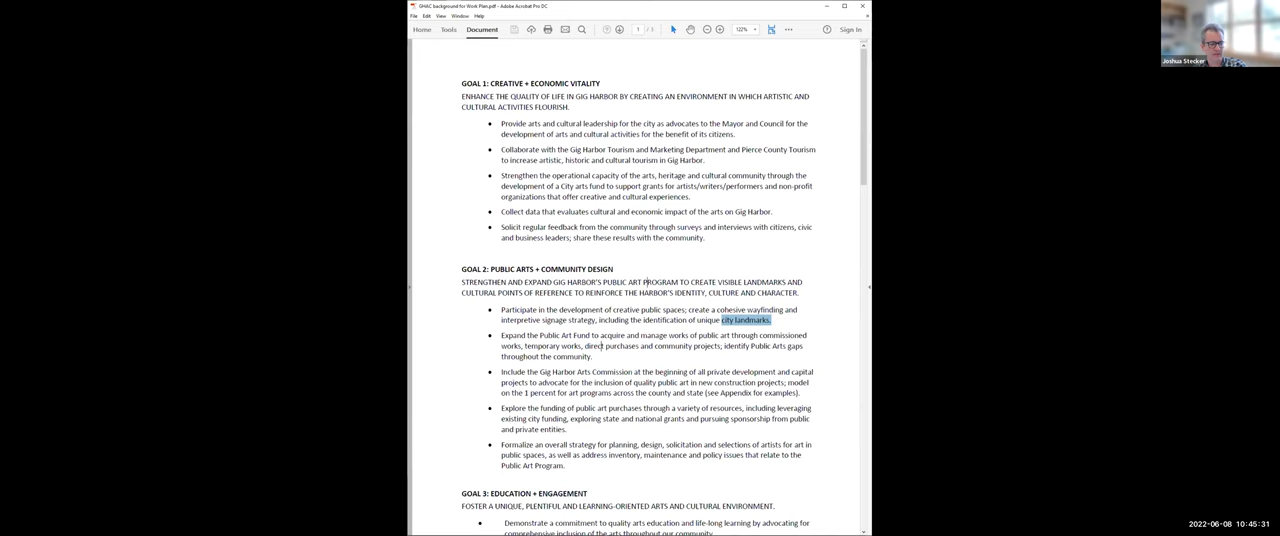 GHAC background for Work Plan.pdf - Adobe Acrobat Pro DC
File Edit View Window Help
Home Tools Document 1 / 3 122% Sign In
Joshua Stecker
GOAL 1: CREATIVE + ECONOMIC VITALITY
ENHANCE THE QUALITY OF LIFE IN GIG HARBOR BY CREATING AN ENVIRONMENT IN WHICH ARTISTIC AND
CULTURAL ACTIVITIES FLOURISH.
• Provide arts and cultural leadership for the city as advocates to the Mayor and Council for the
development of arts and cultural activities for the benefit of its citizens.
• Collaborate with the Gig Harbor Tourism and Marketing Department and Pierce County Tourism
to increase artistic, historic and cultural tourism in Gig Harbor.
• Strengthen the operational capacity of the arts, heritage and cultural community through the
development of a City arts fund to support grants for artists/writers/performers and non-profit
organizations that offer creative and cultural experiences.
• Collect data that evaluates cultural and economic impact of the arts on Gig Harbor.
• Solicit regular feedback from the community through surveys and interviews with citizens, civic
and business leaders; share these results with the community.
GOAL 2: PUBLIC ARTS + COMMUNITY DESIGN
STRENGTHEN AND EXPAND GIG HARBOR'S PUBLIC ART PROGRAM TO CREATE VISIBLE LANDMARKS AND
CULTURAL POINTS OF REFERENCE TO REINFORCE THE HARBOR'S IDENTITY, CULTURE AND CHARACTER.
• Participate in the development of creative public spaces; create a cohesive wayfinding and
interpretive signage strategy, including the identification of unique city landmarks.
• Expand the Public Art Fund to acquire and manage works of public art through commissioned
works, temporary works, direct purchases and community projects; identify Public Arts gaps
throughout the community.
• Include the Gig Harbor Arts Commission at the beginning of all private development and capital
projects to advocate for the inclusion of quality public art in new construction projects; model
on the 1 percent for art programs across the county and state (see Appendix for examples).
• Explore the funding of public art purchases through a variety of resources, including leveraging
existing city funding, exploring state and national grants and pursuing sponsorship from public
and private entities.
• Formalize an overall strategy for planning, design, solicitation and selections of artists for art in
public spaces, as well as address inventory, maintenance and policy issues that relate to the
Public Art Program.
GOAL 3: EDUCATION + ENGAGEMENT
FOSTER A UNIQUE, PLENTIFUL AND LEARNING-ORIENTED ARTS AND CULTURAL ENVIRONMENT.
• Demonstrate a commitment to quality arts education and life-long learning by advocating for
comprehensive inclusion of the arts throughout our community.
2022-06-08 10:45:31